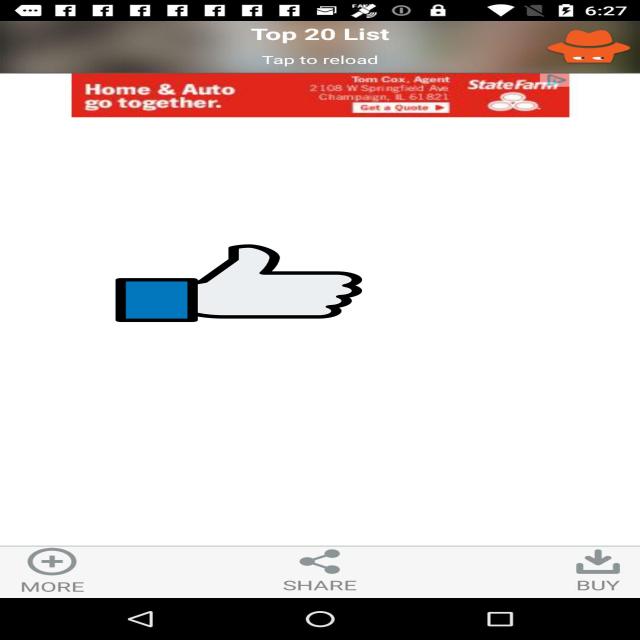 6:27
Top 20 List
Tap to reload
Home & Auto
go together.
Tom Cox, Agent
2108 W Springfield Ave
Champaign, IL 61821
Get a Quote
StateFarm
MORE
SHARE
BUY